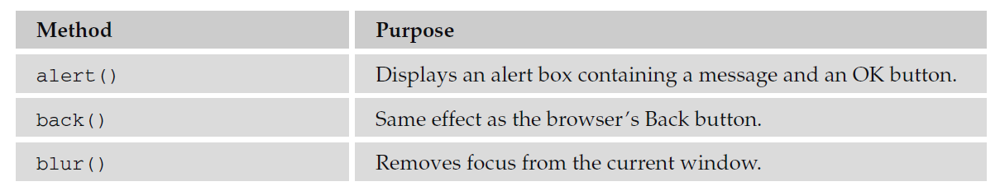 Method Purpose
alert() Displays an alert box containing a message and an OK button.
back() Same effect as the browser’s Back button.
blur() Removes focus from the current window.